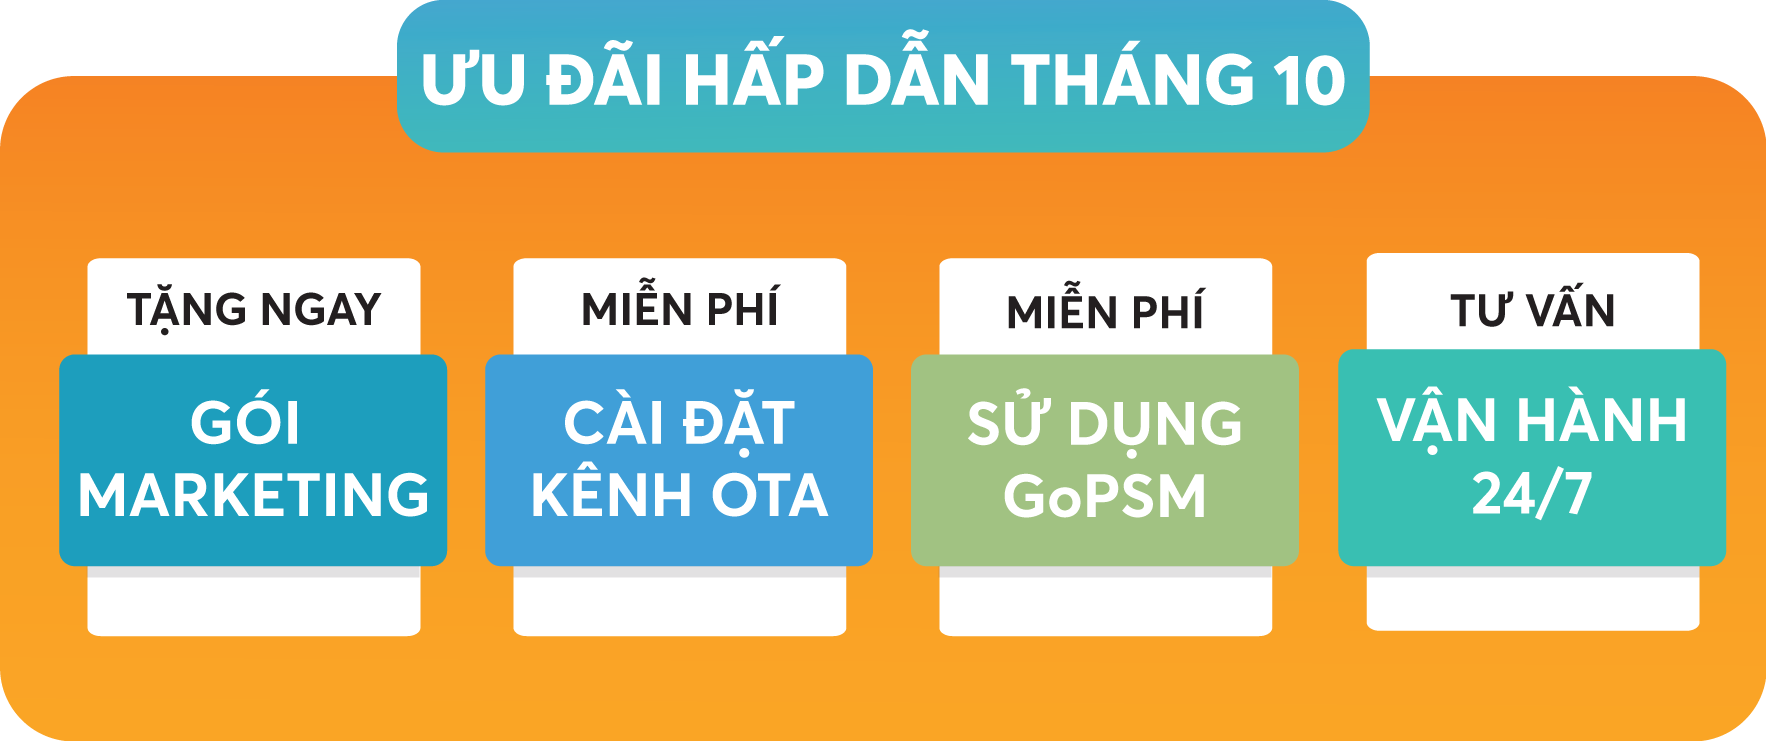 ƯU ĐÃI HẤP DẪN THÁNG 10
TẶNG NGAY
GÓI
MARKETING
MIỄN PHÍ
CÀI ĐẶT
KÊNH OTA
MIỄN PHÍ
SỬ DỤNG
GoPSM
TƯ VẤN
VẬN HÀNH
24/7